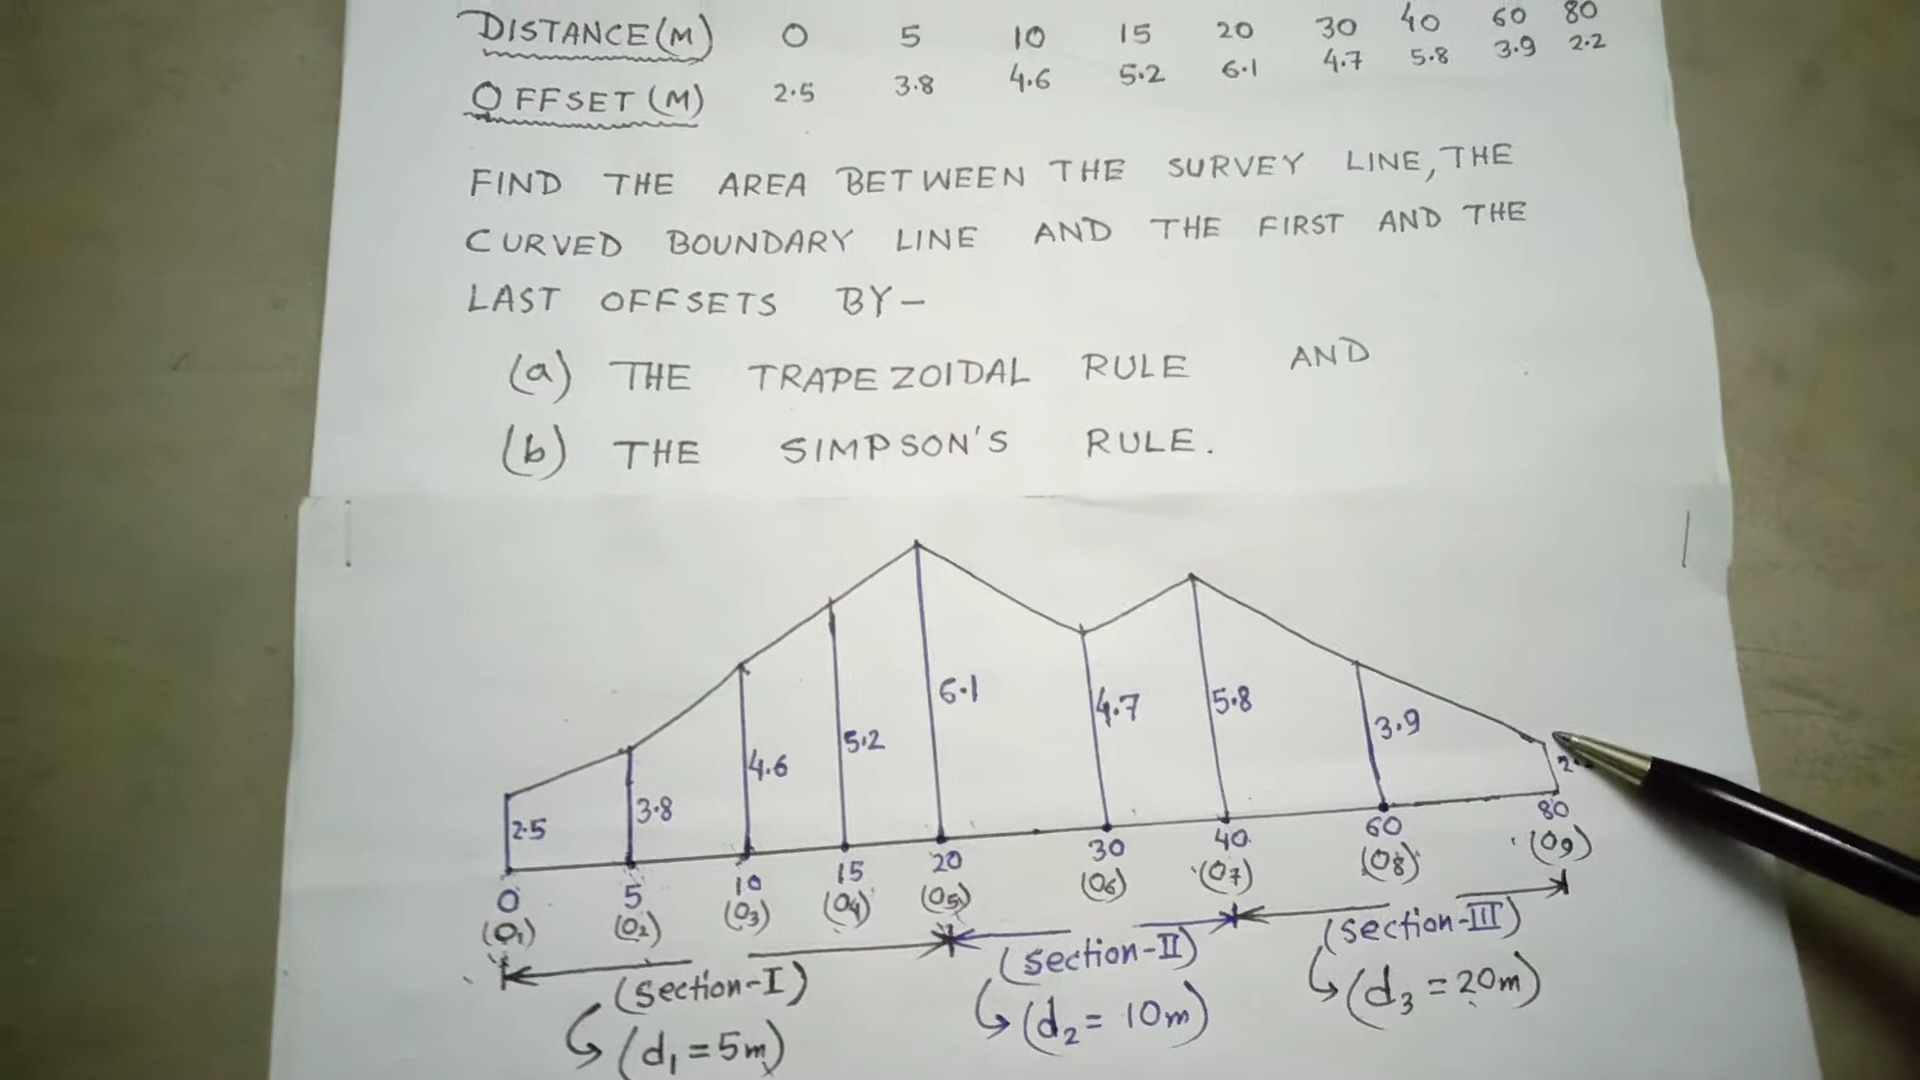 DISTANCE(M) 0 5 10 15 20 30 40 60 80
OFFSET(M) 2.5 3.8 4.6 5.2 6.1 4.7 5.8 3.9 2.2
FIND THE AREA BETWEEN THE SURVEY LINE, THE
CURVED BOUNDARY LINE AND THE FIRST AND THE
LAST OFFSETS BY-
(a) THE TRAPEZOIDAL RULE AND
(b) THE SIMPSON'S RULE.
2.5 3.8 4.6 5.2 6.1 4.7 5.8 3.9
0 5 10 15 20 30 40 60 80
(O1) (O2) (O3) (O4) (O5) (O6) (O7) (O8) (O9)
(section-I) (section-II) (section-III)
(d1=5m) (d2=10m) (d3=20m)